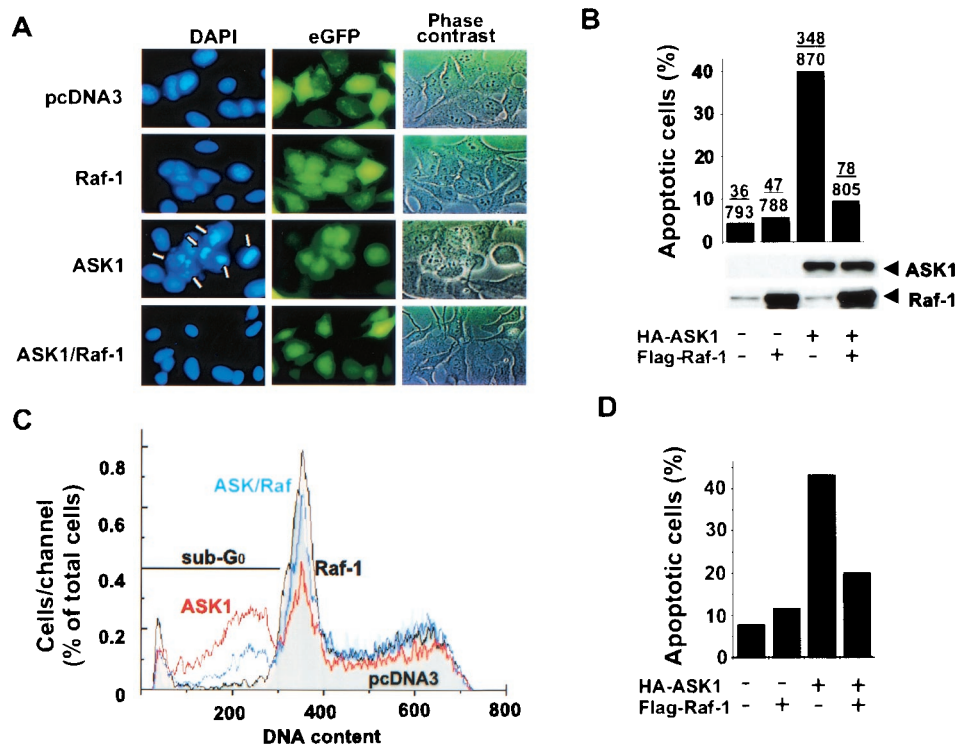 A
DAPI eGFP Phase contrast
pcDNA3
Raf-1
ASK1
ASK1/Raf-1
B
Apoptotic cells (%)
40
30
20
10
0
36
793
47
788
348
870
78
805
ASK1
Raf-1
HA-ASK1 - - + +
Flag-Raf-1 - + - +
C
Cells/channel
(% of total cells)
0.8
0.6
0.4
0.2
0
ASK/Raf
sub-G0
Raf-1
ASK1
pcDNA3
200 400 600 800
DNA content
D
Apoptotic cells (%)
40
30
20
10
0
HA-ASK1 - - + +
Flag-Raf-1 - + - +